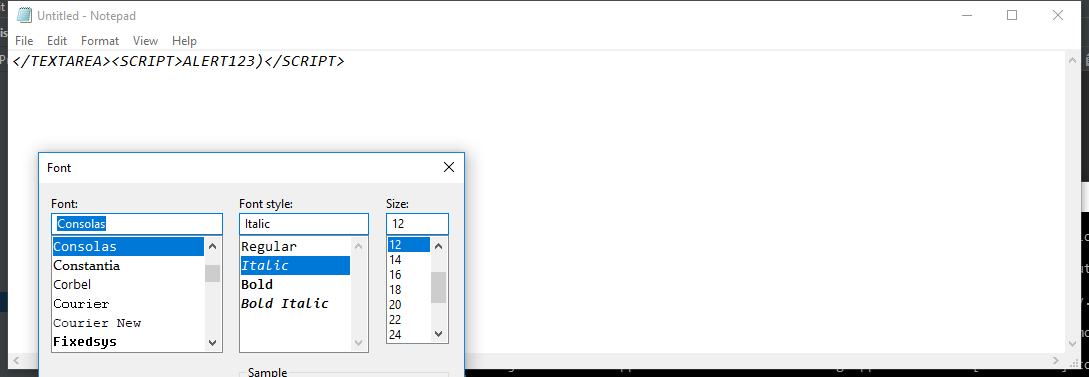 Untitled - Notepad
File Edit Format View Help
</TEXTAREA><SCRIPT>ALERT123)</SCRIPT>
Font
Font: Font style: Size:
Consolas Italic 12
Consolas Regular 12
Constantia Italic 14
Corbel Bold 16
Courier Bold Italic 18
Courier New 20
Fixedsys 22
24
Sample